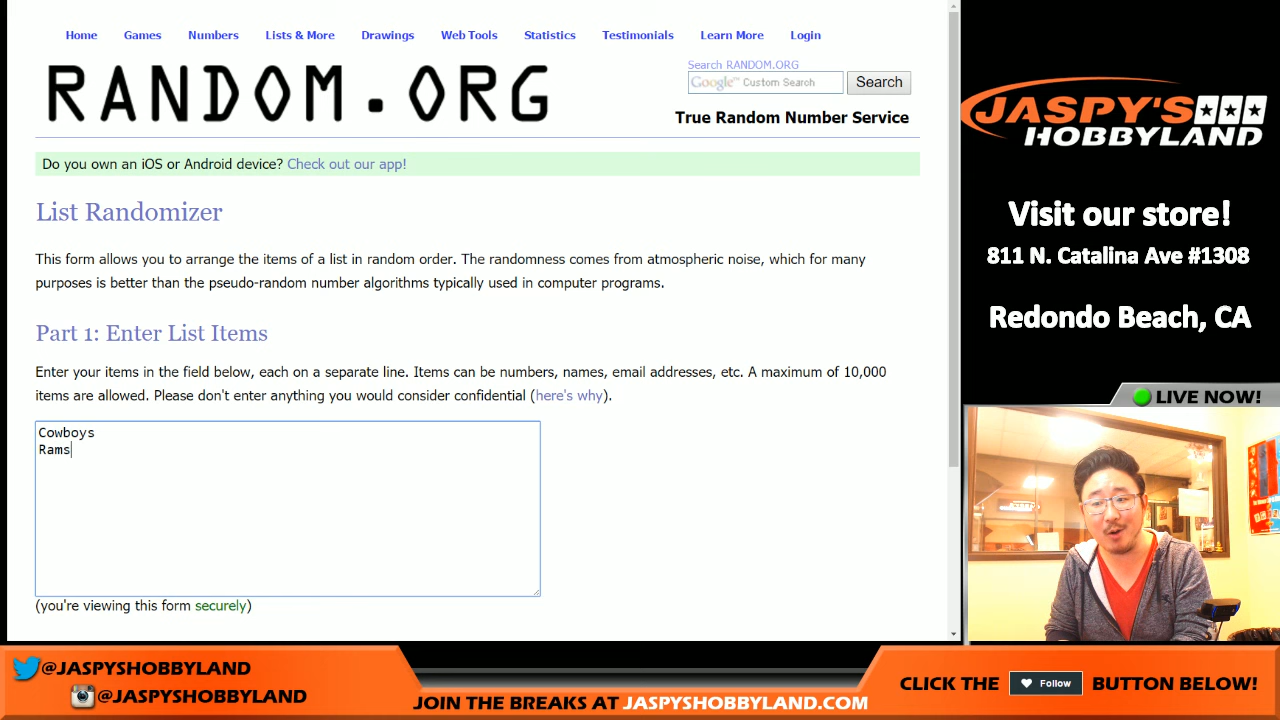 Home Games Numbers Lists & More Drawings Web Tools Statistics Testimonials Learn More Login
RANDOM.ORG
Search RANDOM.ORG
Google™ Custom Search Search
True Random Number Service
Do you own an iOS or Android device? Check out our app!
List Randomizer
This form allows you to arrange the items of a list in random order. The randomness comes from atmospheric noise, which for many
purposes is better than the pseudo-random number algorithms typically used in computer programs.
Part 1: Enter List Items
Enter your items in the field below, each on a separate line. Items can be numbers, names, email addresses, etc. A maximum of 10,000
items are allowed. Please don't enter anything you would consider confidential (here's why).
Cowboys
Rams
(you're viewing this form securely)
JASPY'S
HOBBYLAND
Visit our store!
811 N. Catalina Ave #1308
Redondo Beach, CA
LIVE NOW!
@JASPYSHOBBYLAND
@JASPYSHOBBYLAND
JOIN THE BREAKS AT JASPYSHOBBYLAND.COM
CLICK THE Follow BUTTON BELOW!